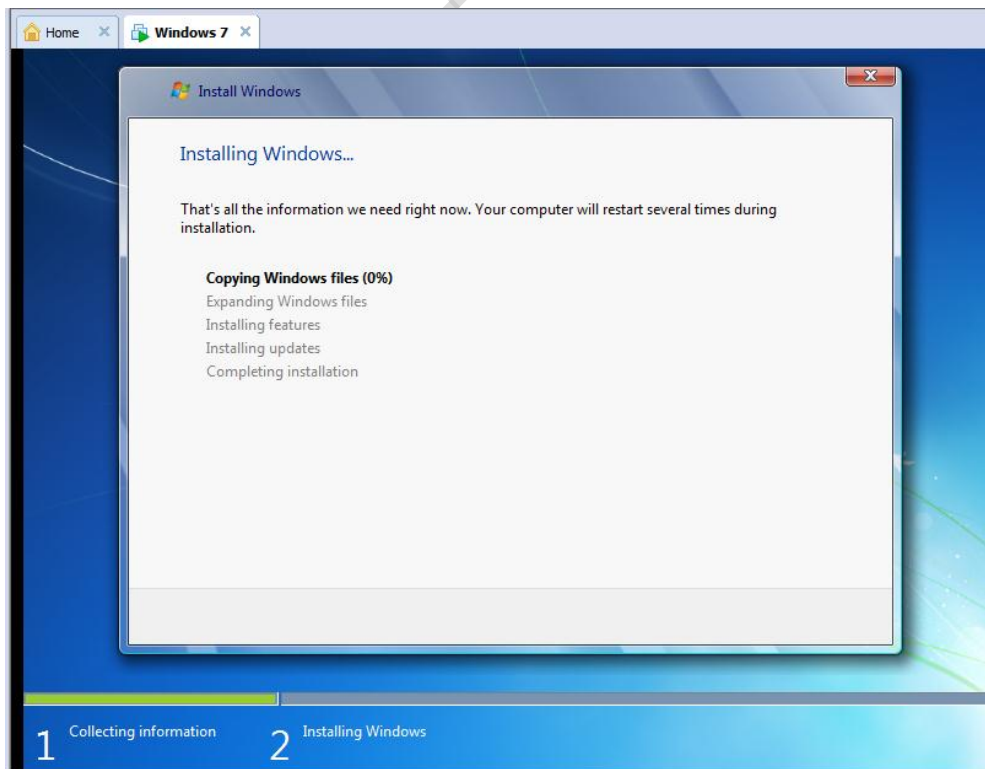 Home
Windows 7
Install Windows
Installing Windows...
That's all the information we need right now. Your computer will restart several times during
installation.
Copying Windows files (0%)
Expanding Windows files
Installing features
Installing updates
Completing installation
1 Collecting information
2 Installing Windows